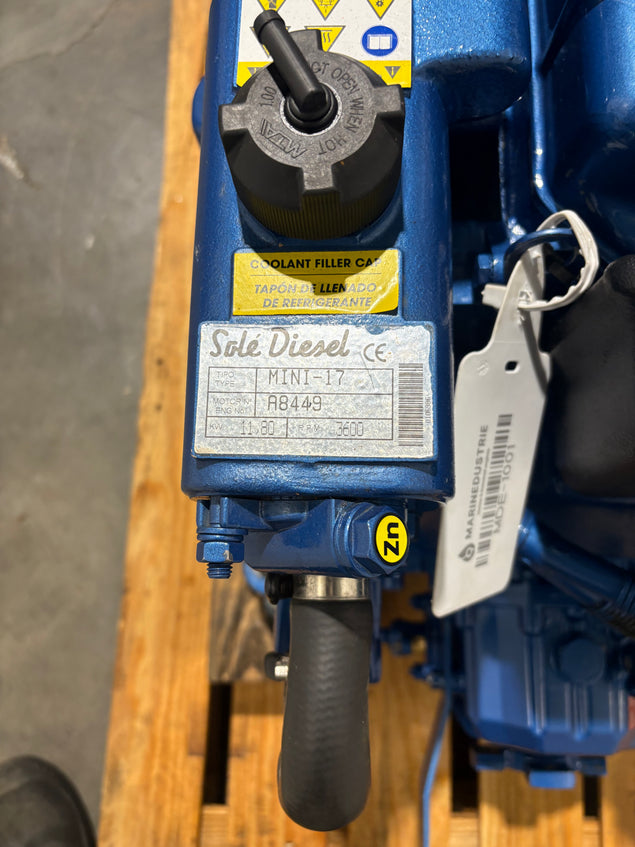 100
NOT OPEN WHEN HOT
MTA
COOLANT FILLER CAP
TAPÓN DE LLENADO
DE REFRIGERANTE
Solé Diesel CE
TIPO
TYPE
MINI-17
MOTOR Nº
ENG No.
A8449
KW. 11.80 R.P.M. 3600
ZN
MARINEDUSTRIE
MDE-1001